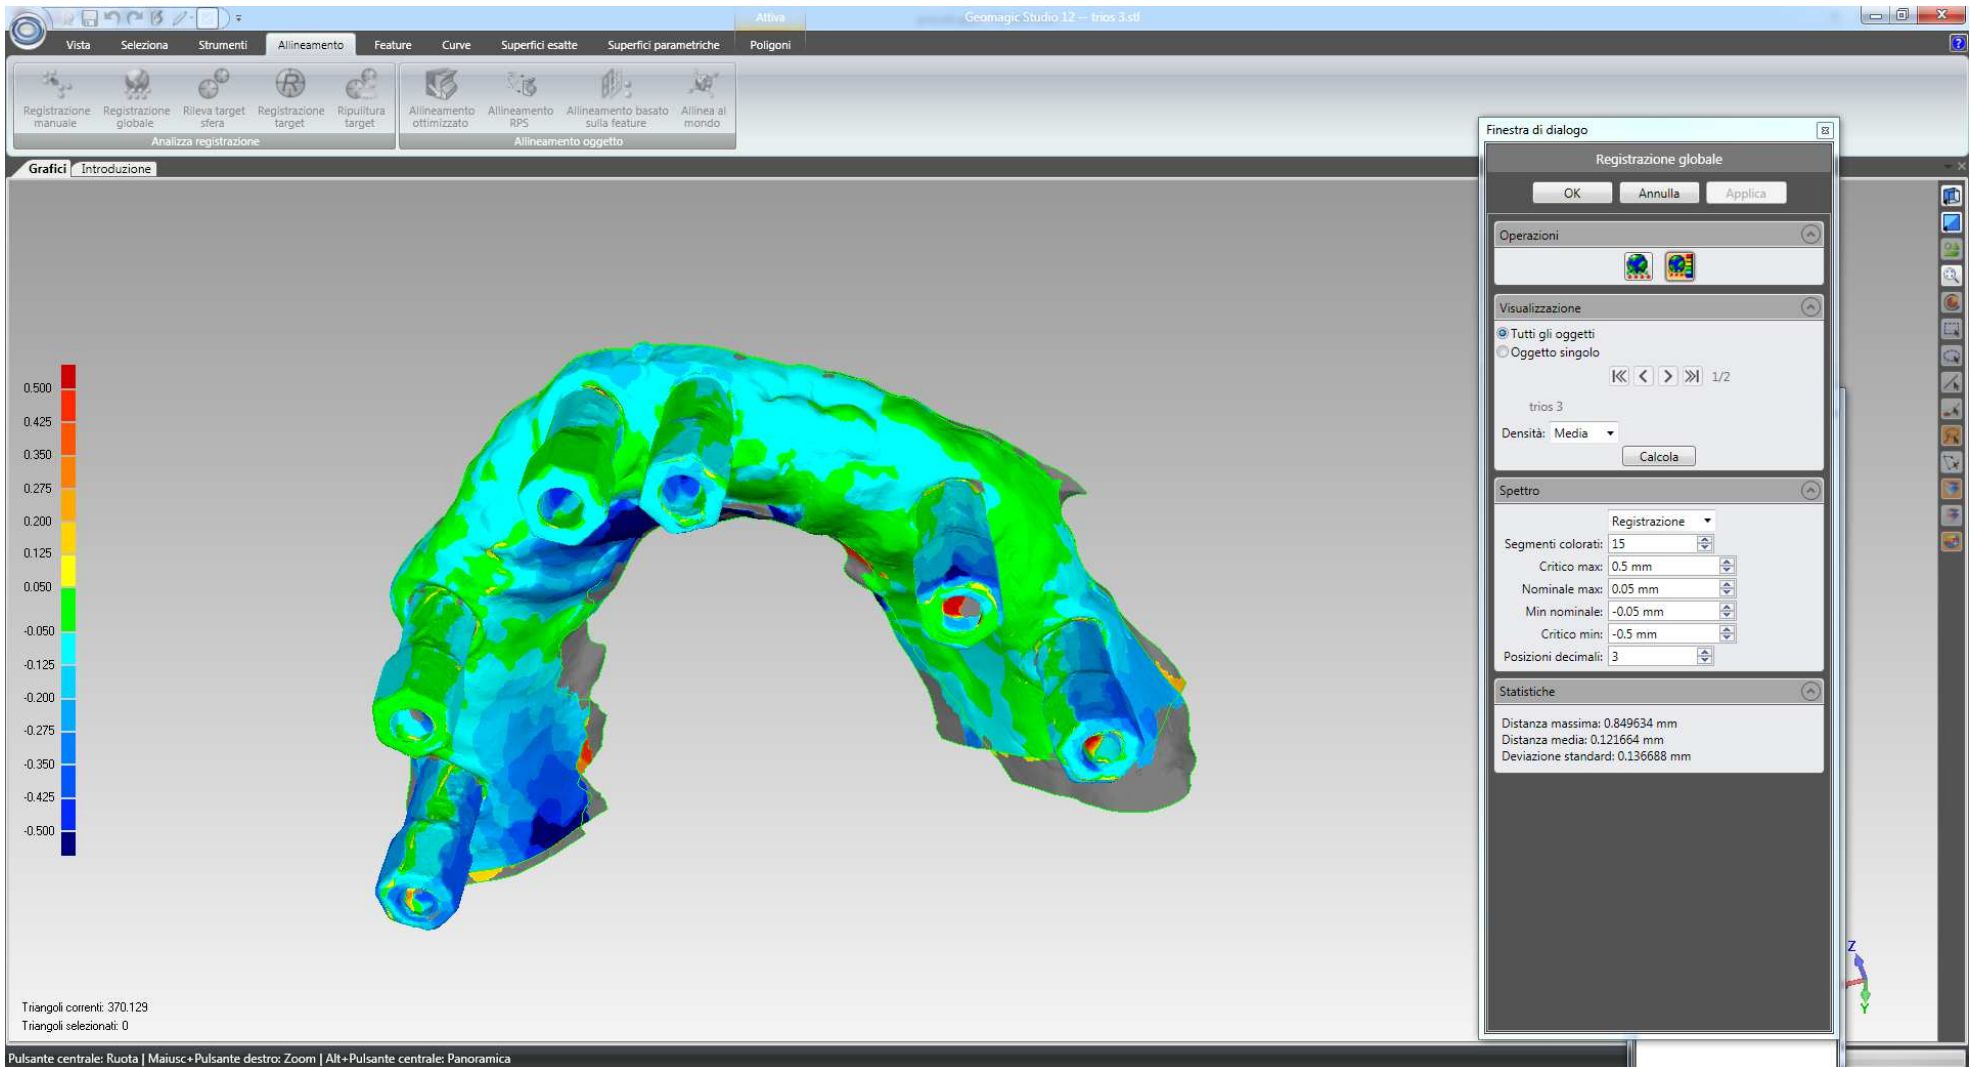 Attiva
Geomagic Studio 12 -- trios 3.stl
Vista
Seleziona
Strumenti
Allineamento
Feature
Curve
Superfici esatte
Superfici parametriche
Poligoni
Registrazione manuale
Registrazione globale
Rileva target sfera
Registrazione target
Ripulitura target
Allineamento ottimizzato
Allineamento RPS
Allineamento basato sulla feature
Allinea al mondo
Analizza registrazione
Allineamento oggetto
Grafici
Introduzione
0.500
0.425
0.350
0.275
0.200
0.125
0.050
-0.050
-0.125
-0.200
-0.275
-0.350
-0.425
-0.500
Triangoli correnti: 370.129
Triangoli selezionati: 0
Finestra di dialogo
Registrazione globale
OK
Annulla
Applica
Operazioni
Visualizzazione
Tutti gli oggetti
Oggetto singolo
1/2
trios 3
Densità: Media
Calcola
Spettro
Registrazione
Segmenti colorati: 15
Critico max: 0.5 mm
Nominale max: 0.05 mm
Min nominale: -0.05 mm
Critico min: -0.5 mm
Posizioni decimali: 3
Statistiche
Distanza massima: 0.849634 mm
Distanza media: 0.121664 mm
Deviazione standard: 0.136688 mm
Z
Y
Pulsante centrale: Ruota | Maiusc+Pulsante destro: Zoom | Alt+Pulsante centrale: Panoramica